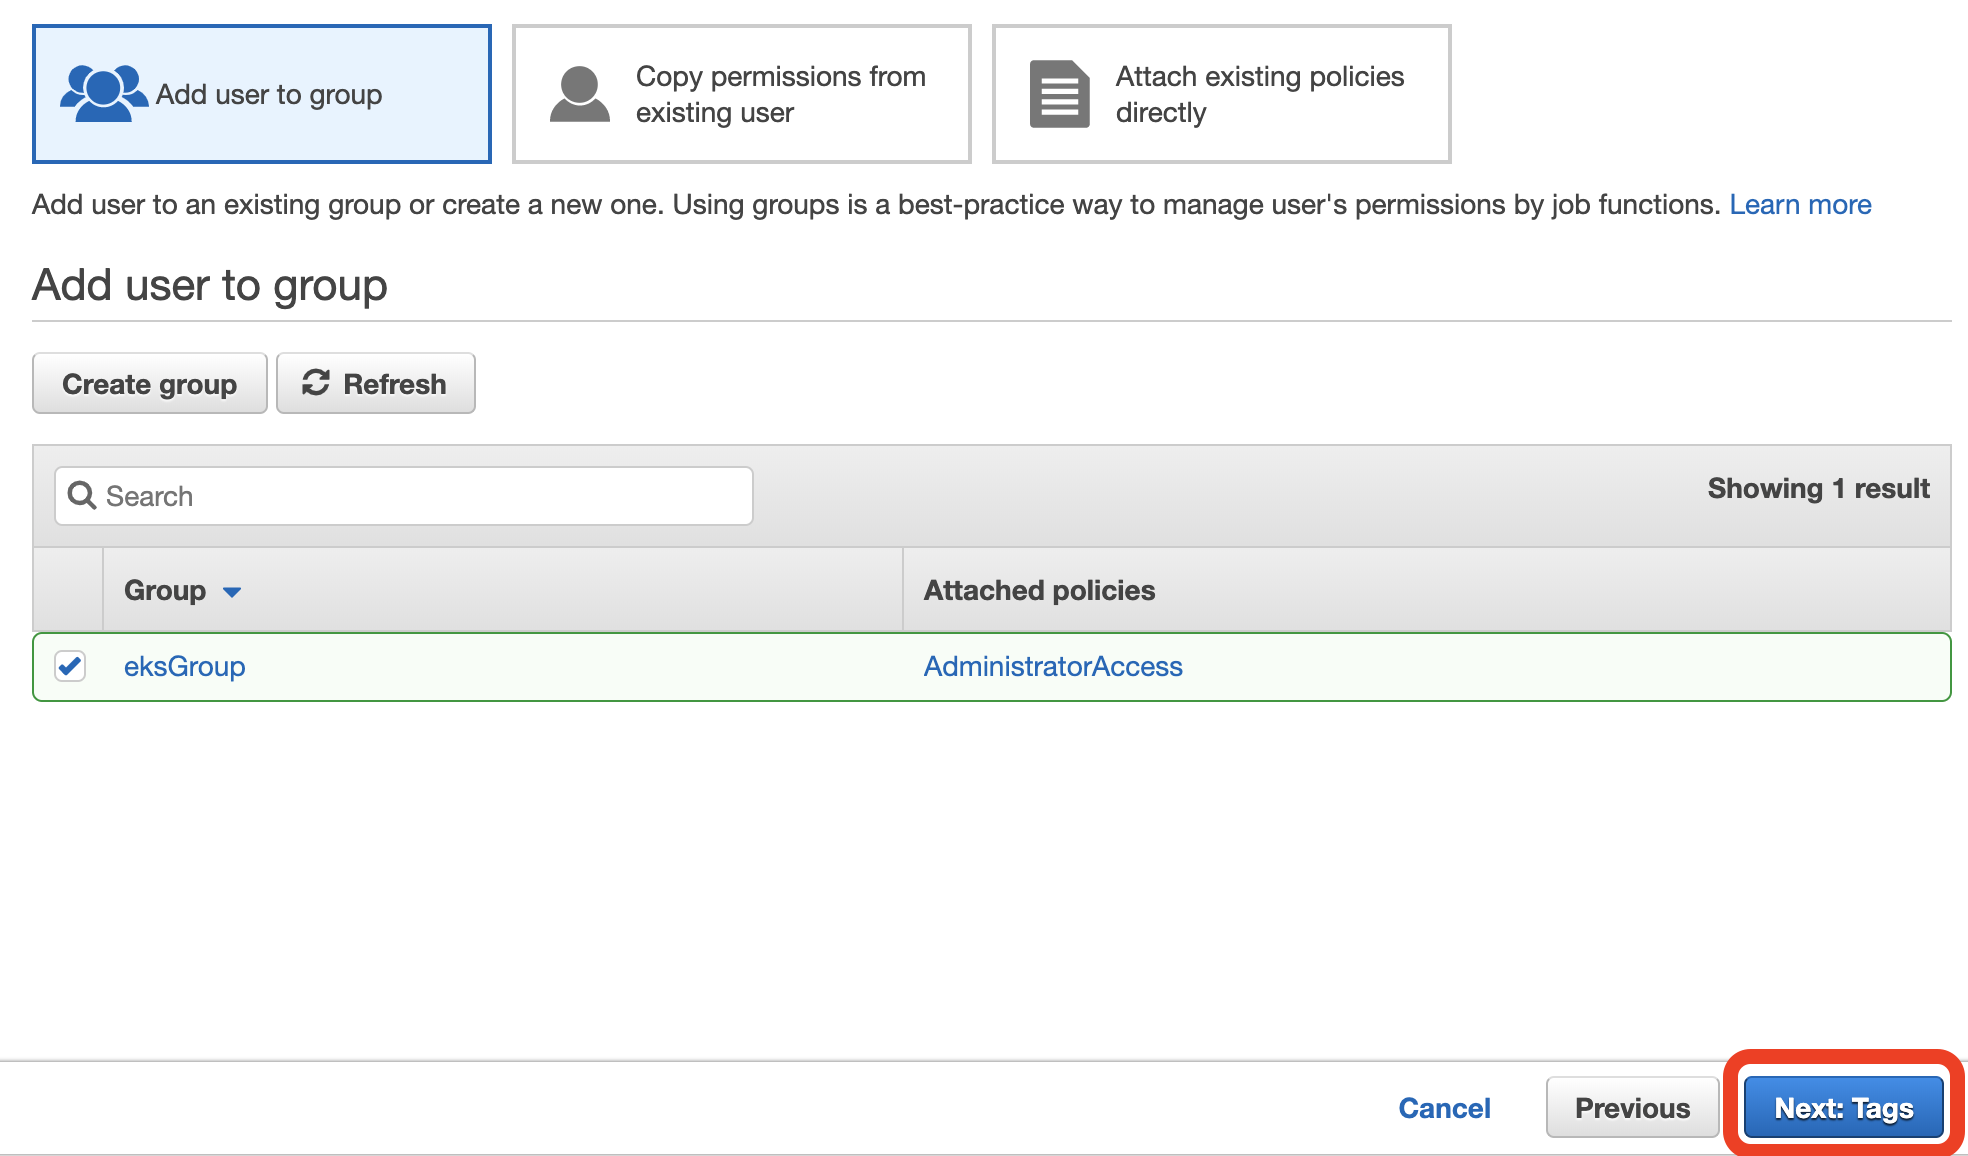 Add user to group
Copy permissions from
existing user
Attach existing policies
directly
Add user to an existing group or create a new one. Using groups is a best-practice way to manage user's permissions by job functions. Learn more
Add user to group
Create group
Refresh
Search
Showing 1 result
Group
Attached policies
eksGroup
AdministratorAccess
Cancel
Previous
Next: Tags